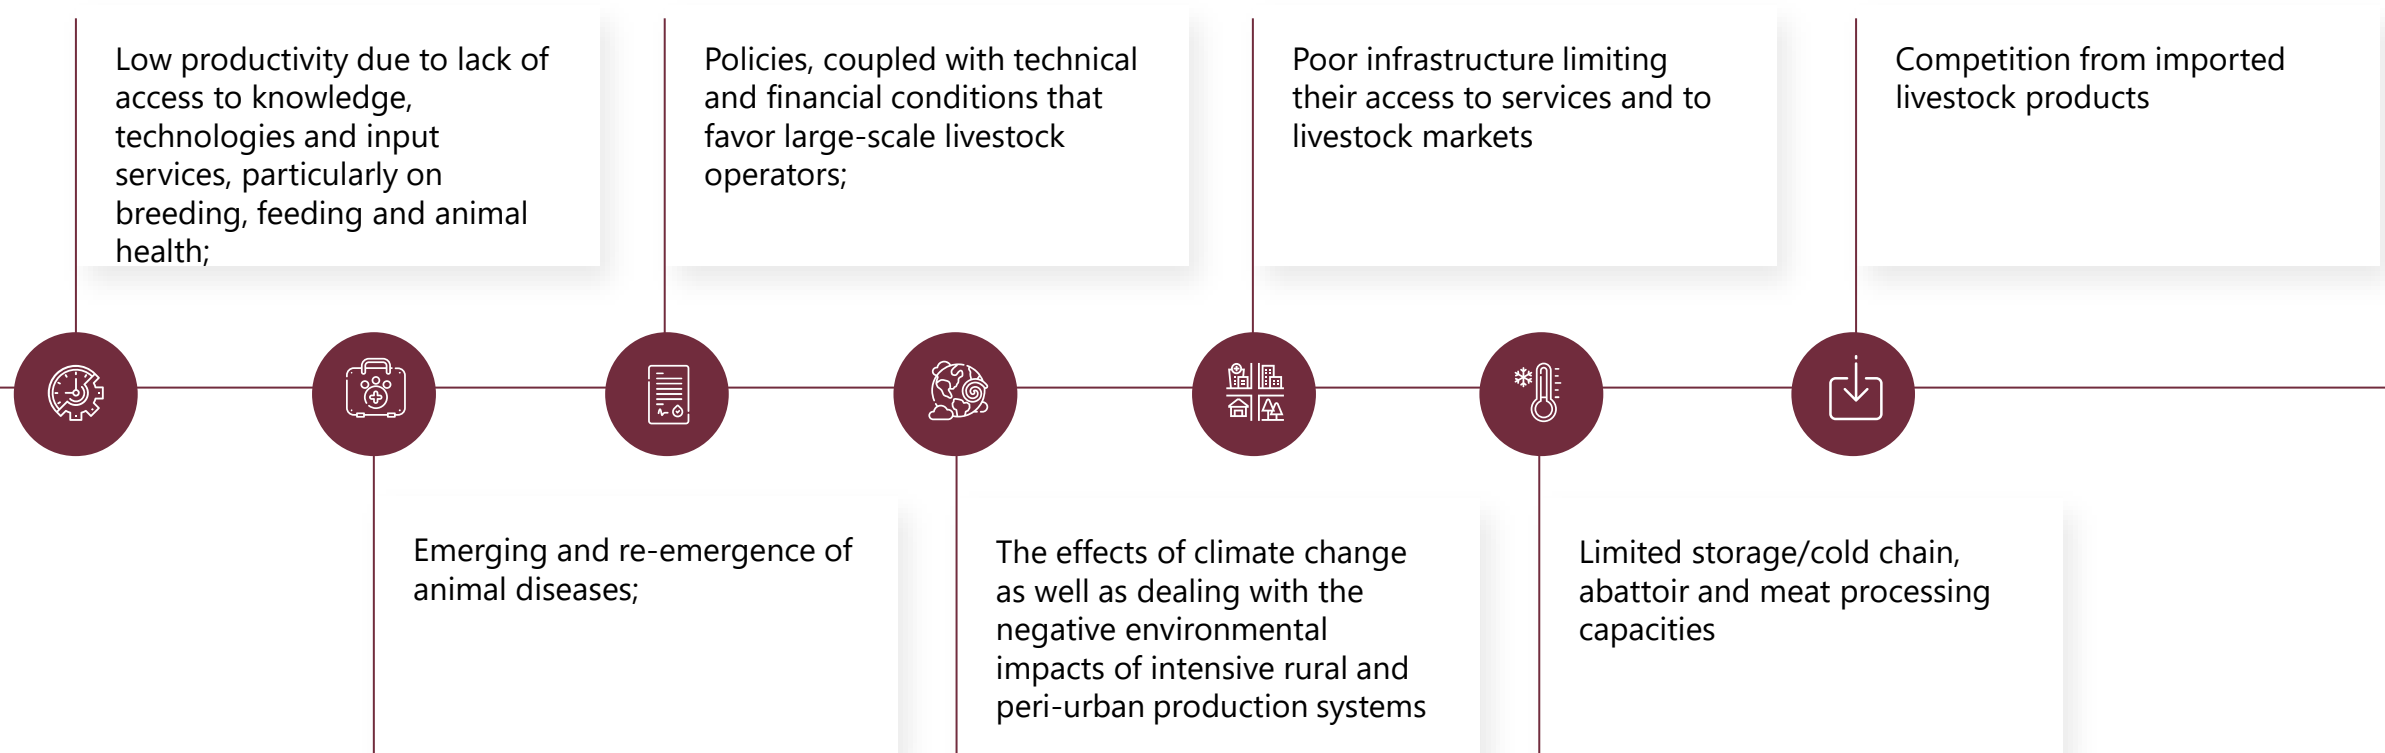 Low productivity due to lack of
access to knowledge,
technologies and input
services, particularly on
breeding, feeding and animal
health;
Emerging and re-emergence of
animal diseases;
Policies, coupled with technical
and financial conditions that
favor large-scale livestock
operators;
The effects of climate change
as well as dealing with the
negative environmental
impacts of intensive rural and
peri-urban production systems
Poor infrastructure limiting
their access to services and to
livestock markets
Limited storage/cold chain,
abattoir and meat processing
capacities
Competition from imported
livestock products